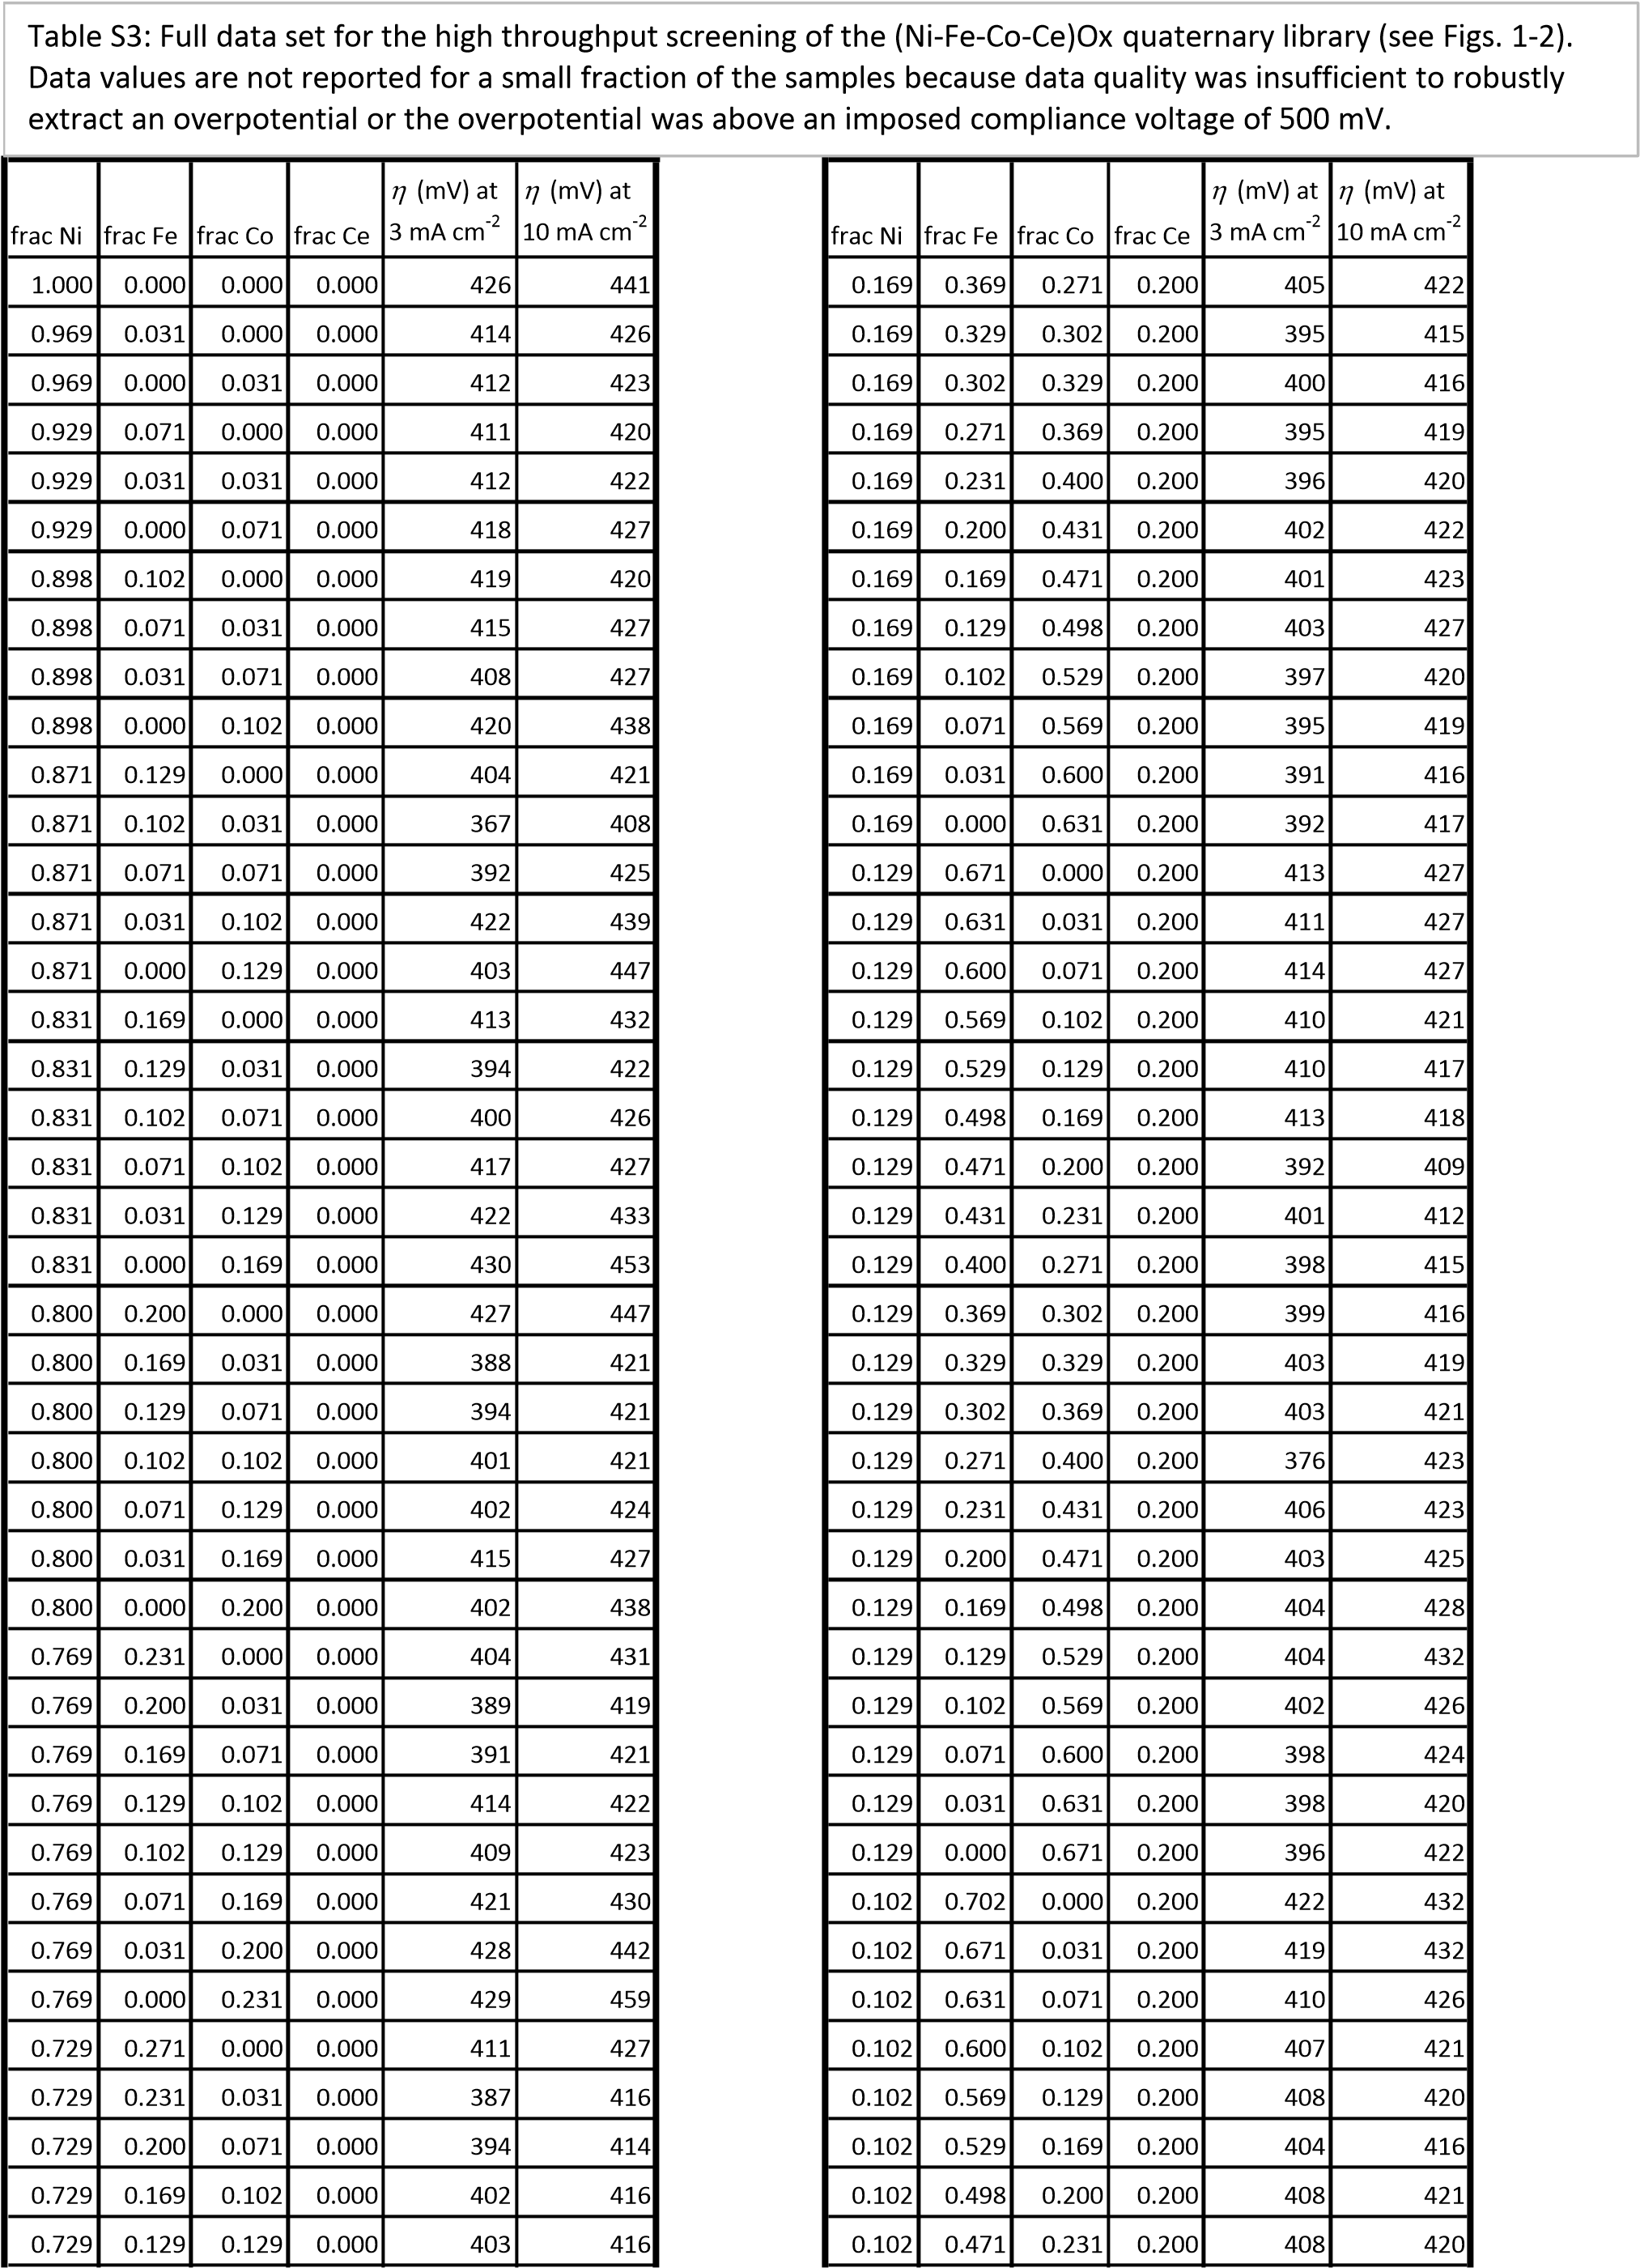 Table S3: Full data set for the high throughput screening of the (Ni-Fe-Co-Ce)Ox quaternary library (see Figs. 1-2).
Data values are not reported for a small fraction of the samples because data quality was insufficient to robustly
extract an overpotential or the overpotential was above an imposed compliance voltage of 500 mV.
frac Ni frac Fe frac Co frac Ce η (mV) at 3 mA cm-2 η (mV) at 10 mA cm-2
1.000 0.000 0.000 0.000 426 441
0.969 0.031 0.000 0.000 414 426
0.969 0.000 0.031 0.000 412 423
0.929 0.071 0.000 0.000 411 420
0.929 0.031 0.031 0.000 412 422
0.929 0.000 0.071 0.000 418 427
0.898 0.102 0.000 0.000 419 420
0.898 0.071 0.031 0.000 415 427
0.898 0.031 0.071 0.000 408 427
0.898 0.000 0.102 0.000 420 438
0.871 0.129 0.000 0.000 404 421
0.871 0.102 0.031 0.000 367 408
0.871 0.071 0.071 0.000 392 425
0.871 0.031 0.102 0.000 422 439
0.871 0.000 0.129 0.000 403 447
0.831 0.169 0.000 0.000 413 432
0.831 0.129 0.031 0.000 394 422
0.831 0.102 0.071 0.000 400 426
0.831 0.071 0.102 0.000 417 427
0.831 0.031 0.129 0.000 422 433
0.831 0.000 0.169 0.000 430 453
0.800 0.200 0.000 0.000 427 447
0.800 0.169 0.031 0.000 388 421
0.800 0.129 0.071 0.000 394 421
0.800 0.102 0.102 0.000 401 421
0.800 0.071 0.129 0.000 402 424
0.800 0.031 0.169 0.000 415 427
0.800 0.000 0.200 0.000 402 438
0.769 0.231 0.000 0.000 404 431
0.769 0.200 0.031 0.000 389 419
0.769 0.169 0.071 0.000 391 421
0.769 0.129 0.102 0.000 414 422
0.769 0.102 0.129 0.000 409 423
0.769 0.071 0.169 0.000 421 430
0.769 0.031 0.200 0.000 428 442
0.769 0.000 0.231 0.000 429 459
0.729 0.271 0.000 0.000 411 427
0.729 0.231 0.031 0.000 387 416
0.729 0.200 0.071 0.000 394 414
0.729 0.169 0.102 0.000 402 416
0.729 0.129 0.129 0.000 403 416
frac Ni frac Fe frac Co frac Ce η (mV) at 3 mA cm-2 η (mV) at 10 mA cm-2
0.169 0.369 0.271 0.200 405 422
0.169 0.329 0.302 0.200 395 415
0.169 0.302 0.329 0.200 400 416
0.169 0.271 0.369 0.200 395 419
0.169 0.231 0.400 0.200 396 420
0.169 0.200 0.431 0.200 402 422
0.169 0.169 0.471 0.200 401 423
0.169 0.129 0.498 0.200 403 427
0.169 0.102 0.529 0.200 397 420
0.169 0.071 0.569 0.200 395 419
0.169 0.031 0.600 0.200 391 416
0.169 0.000 0.631 0.200 392 417
0.129 0.671 0.000 0.200 413 427
0.129 0.631 0.031 0.200 411 427
0.129 0.600 0.071 0.200 414 427
0.129 0.569 0.102 0.200 410 421
0.129 0.529 0.129 0.200 410 417
0.129 0.498 0.169 0.200 413 418
0.129 0.471 0.200 0.200 392 409
0.129 0.431 0.231 0.200 401 412
0.129 0.400 0.271 0.200 398 415
0.129 0.369 0.302 0.200 399 416
0.129 0.329 0.329 0.200 403 419
0.129 0.302 0.369 0.200 403 421
0.129 0.271 0.400 0.200 376 423
0.129 0.231 0.431 0.200 406 423
0.129 0.200 0.471 0.200 403 425
0.129 0.169 0.498 0.200 404 428
0.129 0.129 0.529 0.200 404 432
0.129 0.102 0.569 0.200 402 426
0.129 0.071 0.600 0.200 398 424
0.129 0.031 0.631 0.200 398 420
0.129 0.000 0.671 0.200 396 422
0.102 0.702 0.000 0.200 422 432
0.102 0.671 0.031 0.200 419 432
0.102 0.631 0.071 0.200 410 426
0.102 0.600 0.102 0.200 407 421
0.102 0.569 0.129 0.200 408 420
0.102 0.529 0.169 0.200 404 416
0.102 0.498 0.200 0.200 408 421
0.102 0.471 0.231 0.200 408 420